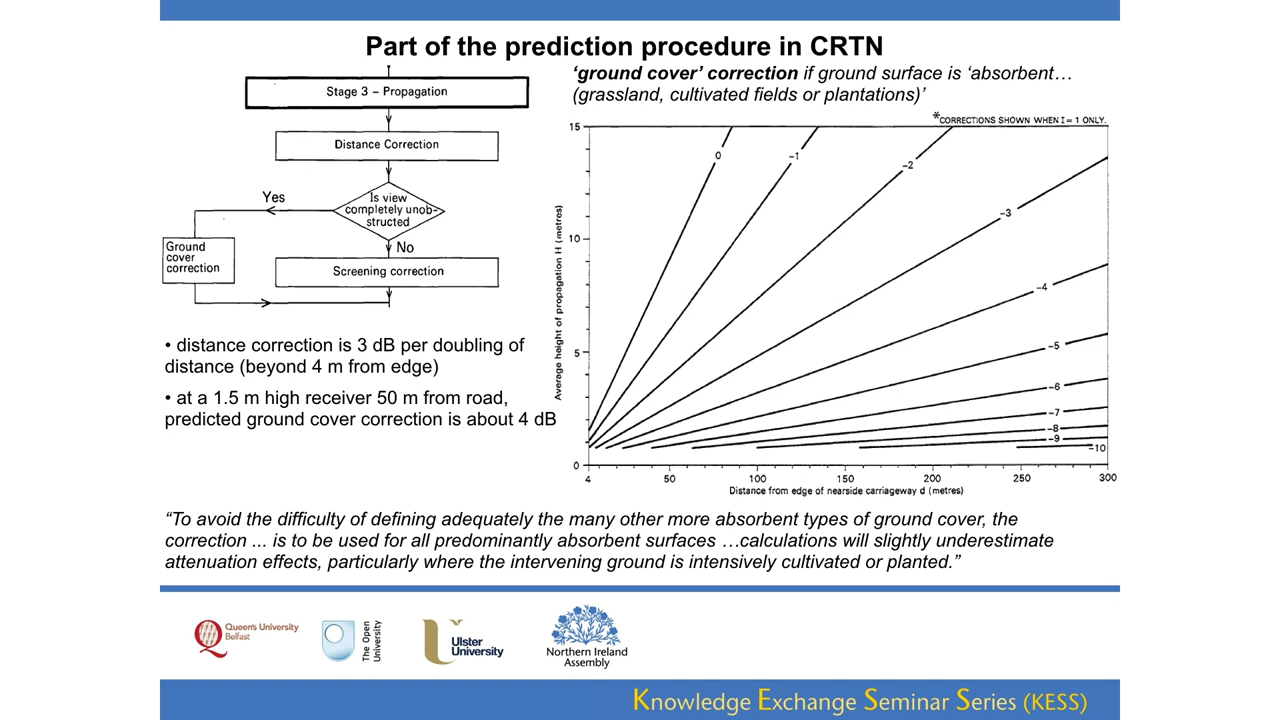 Part of the prediction procedure in CRTN
Stage 3 – Propagation
Distance Correction
Is view
completely unob-
structed
Yes
No
Ground
cover
correction
Screening correction
‘ground cover’ correction if ground surface is ‘absorbent…
(grassland, cultivated fields or plantations)’
*CORRECTIONS SHOWN WHEN I = 1 ONLY.
Average height of propagation H (metres)
15
10
5
0
0
–1
–2
–3
–4
–5
–6
–7
–8
–9
–10
4
50
100
150
200
250
300
Distance from edge of nearside carriageway d (metres)
• distance correction is 3 dB per doubling of
distance (beyond 4 m from edge)
• at a 1.5 m high receiver 50 m from road,
predicted ground cover correction is about 4 dB
“To avoid the difficulty of defining adequately the many other more absorbent types of ground cover, the
correction ... is to be used for all predominantly absorbent surfaces …calculations will slightly underestimate
attenuation effects, particularly where the intervening ground is intensively cultivated or planted.”
Queen's University
Belfast
The Open
University
Ulster
University
Northern Ireland
Assembly
Knowledge Exchange Seminar Series (KESS)